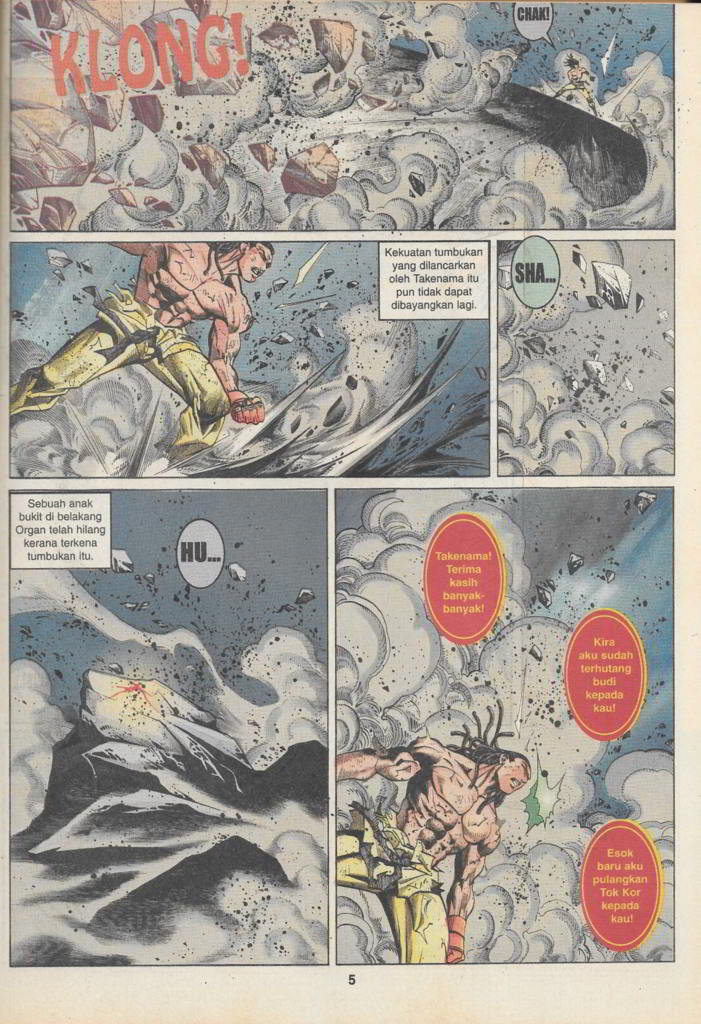 KLONG!
CHAK!
Kekuatan tumbukan
yang dilancarkan
oleh Takenama itu
pun tidak dapat
dibayangkan lagi.
SHA...
Sebuah anak
bukit di belakang
Organ telah hilang
kerana terkena
tumbukan itu.
HU...
Takenama!
Terima
kasih
banyak-
banyak!
Kira
aku sudah
terhutang
budi
kepada
kau!
Esok
baru aku
pulangkan
Tok Kor
kepada
kau!
5